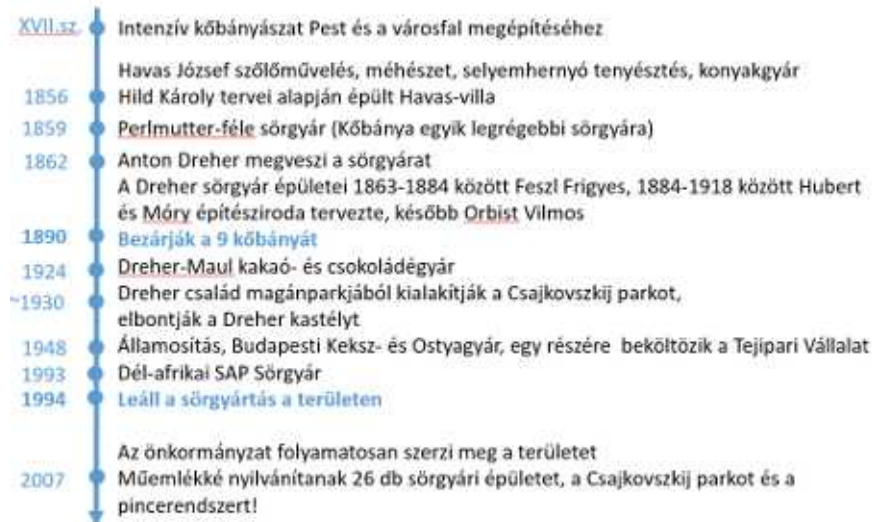 XVII.sz. Intenzív kőbányászat Pest és a városfal megépítéséhez
Havas József szőlőművelés, méhészet, selyemhernyó tenyésztés, konyakgyár
1856 Hild Károly tervei alapján épült Havas-villa
1859 Perlmutter-féle sörgyár (Kőbánya egyik legrégebbi sörgyára)
1862 Anton Dreher megveszi a sörgyárat
A Dreher sörgyár épületei 1863-1884 között Feszl Frigyes, 1884-1918 között Hubert
és Móry építésziroda tervezte, később Orbist Vilmos
1890 Bezárják a 9 kőbányát
1924 Dreher-Maul kakaó- és csokoládégyár
~1930 Dreher család magánparkjából kialakítják a Csajkovszkij parkot,
elbontják a Dreher kastélyt
1948 Államosítás, Budapesti Keksz- és Ostyagyár, egy részére beköltözik a Tejipari Vállalat
1993 Dél-afrikai SAP Sörgyár
1994 Leáll a sörgyártás a területen
Az önkormányzat folyamatosan szerzi meg a területet
2007 Műemlékké nyilvánítanak 26 db sörgyári épületet, a Csajkovszkij parkot és a
pincerendszert!